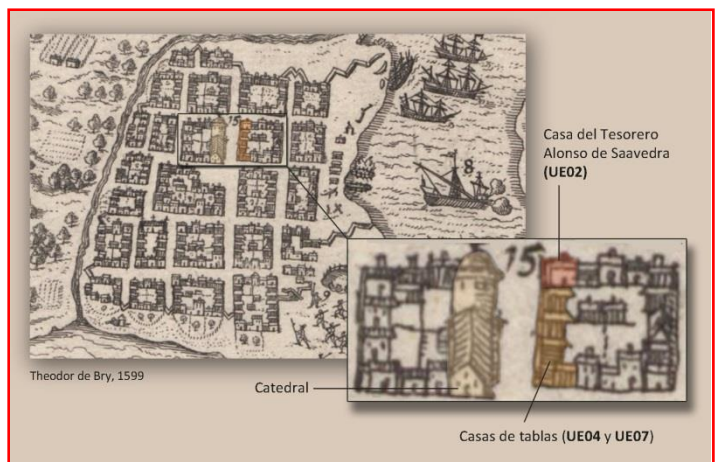 15
8
Casa del Tesorero
Alonso de Saavedra
(UE02)
15
Theodor de Bry, 1599
Catedral
Casas de tablas (UE04 y UE07)